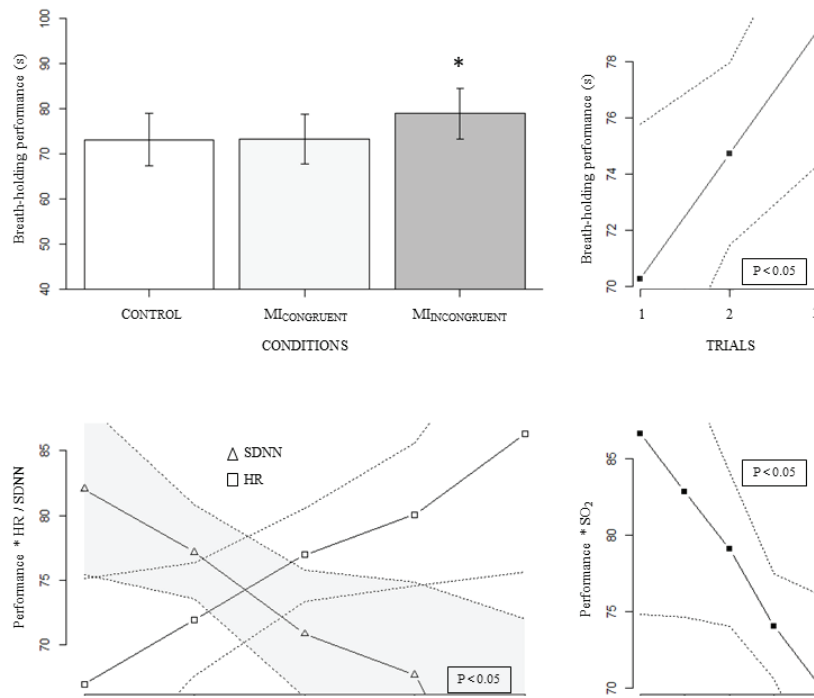 Breath-holding performance (s)
100
90
80
70
60
50
40
*
CONTROL
MICONGRUENT
MIINCONGRUENT
CONDITIONS
Breath-holding performance (s)
78
76
74
72
70
P < 0.05
1
2
TRIALS
Performance * HR / SDNN
85
80
75
70
SDNN
HR
P < 0.05
Performance * SO2
85
80
75
70
P < 0.05